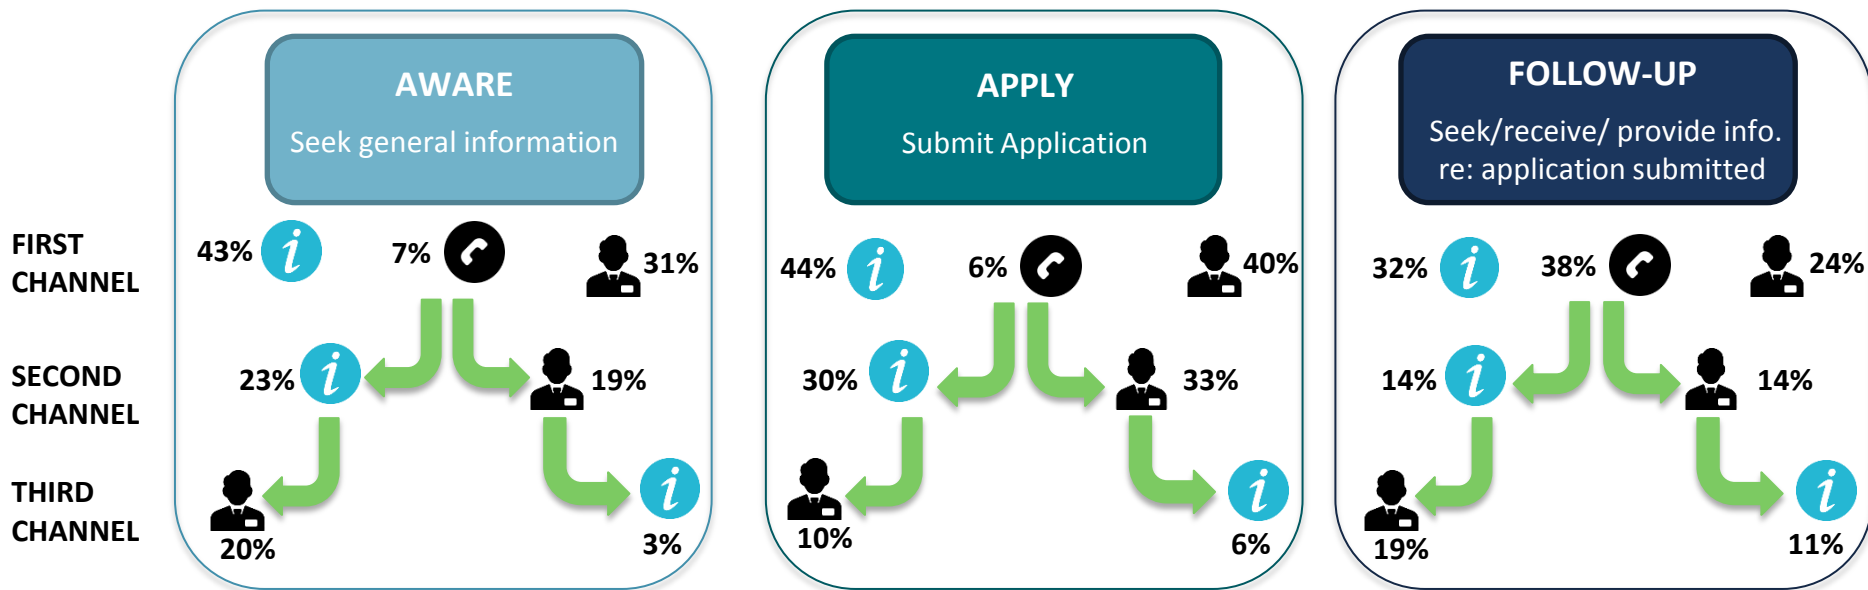 AWARE
Seek general information
APPLY
Submit Application
FOLLOW-UP
Seek/receive/ provide info.
re: application submitted
FIRST
CHANNEL
43% i 7% 31%
44% i 6% 40%
32% i 38% 24%
SECOND
CHANNEL
23% i 19%
30% i 33%
14% i 14%
THIRD
CHANNEL
i
20% 3%
i
10% 6%
i
19% 11%